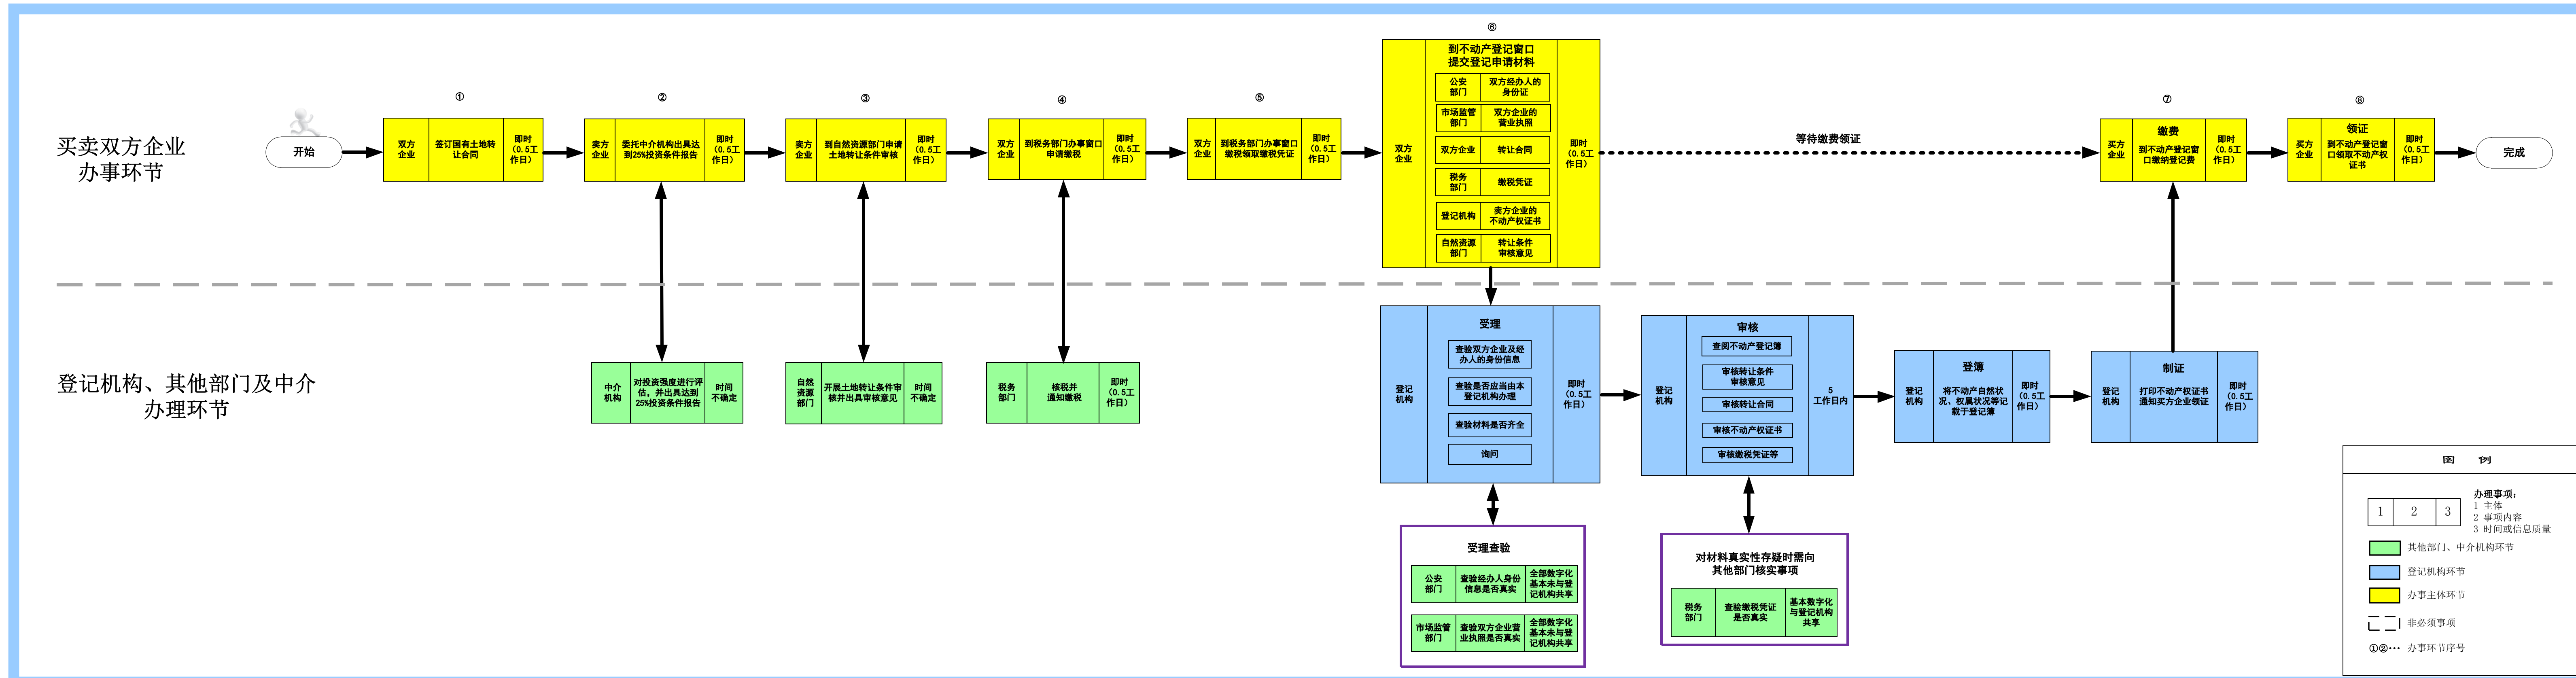 买卖双方企业
办事环节
开始
①
双方
企业
签订国有土地转
让合同
即时
（0.5工
作日）
②
卖方
企业
委托中介机构出具达
到25%投资条件报告
即时
（0.5工
作日）
③
卖方
企业
到自然资源部门申请
土地转让条件审核
即时
（0.5工
作日）
④
双方
企业
到税务部门办事窗口
申请缴税
即时
（0.5工
作日）
⑤
双方
企业
到税务部门办事窗口
缴税领取缴税凭证
即时
（0.5工
作日）
⑥
双方
企业
到不动产登记窗口
提交登记申请材料
公安
部门
双方经办人的
身份证
市场监管
部门
双方企业的
营业执照
双方企业
转让合同
税务
部门
缴税凭证
登记机构
卖方企业的
不动产权证书
自然资源
部门
转让条件
审核意见
即时
（0.5工
作日）
等待缴费领证
⑦
买方
企业
缴费
到不动产登记窗
口缴纳登记费
即时
（0.5工
作日）
⑧
买方
企业
领证
到不动产登记窗
口领取不动产权
证书
即时
（0.5工
作日）
完成
登记机构、其他部门及中介
办理环节
中介
机构
对投资强度进行评
估，并出具达到
25%投资条件报告
时间
不确定
自然
资源
部门
开展土地转让条件审
核并出具审核意见
时间
不确定
税务
部门
核税并
通知缴税
即时
（0.5工
作日）
登记
机构
受理
查验双方企业及经
办人的身份信息
查验是否应当由本
登记机构办理
查验材料是否齐全
询问
即时
（0.5工
作日）
登记
机构
审核
查阅不动产登记簿
审核转让条件
审核意见
审核转让合同
审核不动产权证书
审核缴税凭证等
5
工作日内
登记
机构
登簿
将不动产自然状
况、权属状况等记
载于登记簿
即时
（0.5工
作日）
登记
机构
制证
打印不动产权证书
通知买方企业领证
即时
（0.5工
作日）
受理查验
公安
部门
查验经办人身份
信息是否真实
全部数字化
基本未与登
记机构共享
市场监管
部门
查验双方企业营
业执照是否真实
全部数字化
基本未与登
记机构共享
对材料真实性存疑时需向
其他部门核实事项
税务
部门
查验缴税凭证
是否真实
基本数字化
与登记机构
共享
图 例
1 2 3
办理事项：
1 主体
2 事项内容
3 时间或信息质量
其他部门、中介机构环节
登记机构环节
办事主体环节
非必须事项
①②… 办事环节序号